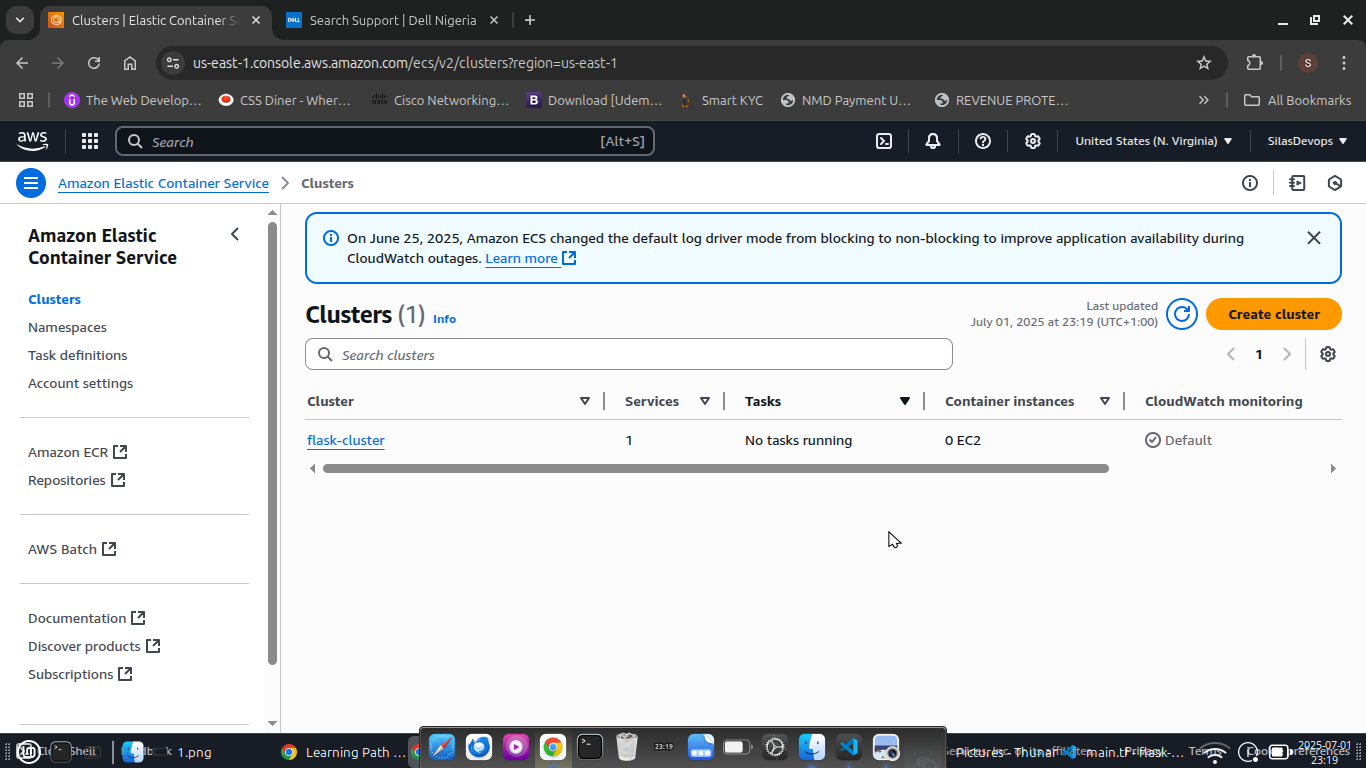 Clusters | Elastic Container S
Search Support | Dell Nigeria
us-east-1.console.aws.amazon.com/ecs/v2/clusters?region=us-east-1
S
The Web Develop...
CSS Diner - Wher...
Cisco Networking...
Download [Udem...
Smart KYC
NMD Payment U...
REVENUE PROTE...
All Bookmarks
aws
Search
[Alt+S]
United States (N. Virginia)
SilasDevops
Amazon Elastic Container Service
Clusters
Amazon Elastic
Container Service
Clusters
Namespaces
Task definitions
Account settings
Amazon ECR
Repositories
AWS Batch
Documentation
Discover products
Subscriptions
On June 25, 2025, Amazon ECS changed the default log driver mode from blocking to non-blocking to improve application availability during
CloudWatch outages. Learn more
Clusters (1) Info
Last updated
July 01, 2025 at 23:19 (UTC+1:00)
Create cluster
Search clusters
1
Cluster
Services
Tasks
Container instances
CloudWatch monitoring
flask-cluster
1
No tasks running
0 EC2
Default
1.png
Learning Path ...
23:19
Pictures - Thunar
main.tf - flask-...
2025-07-01
23:19